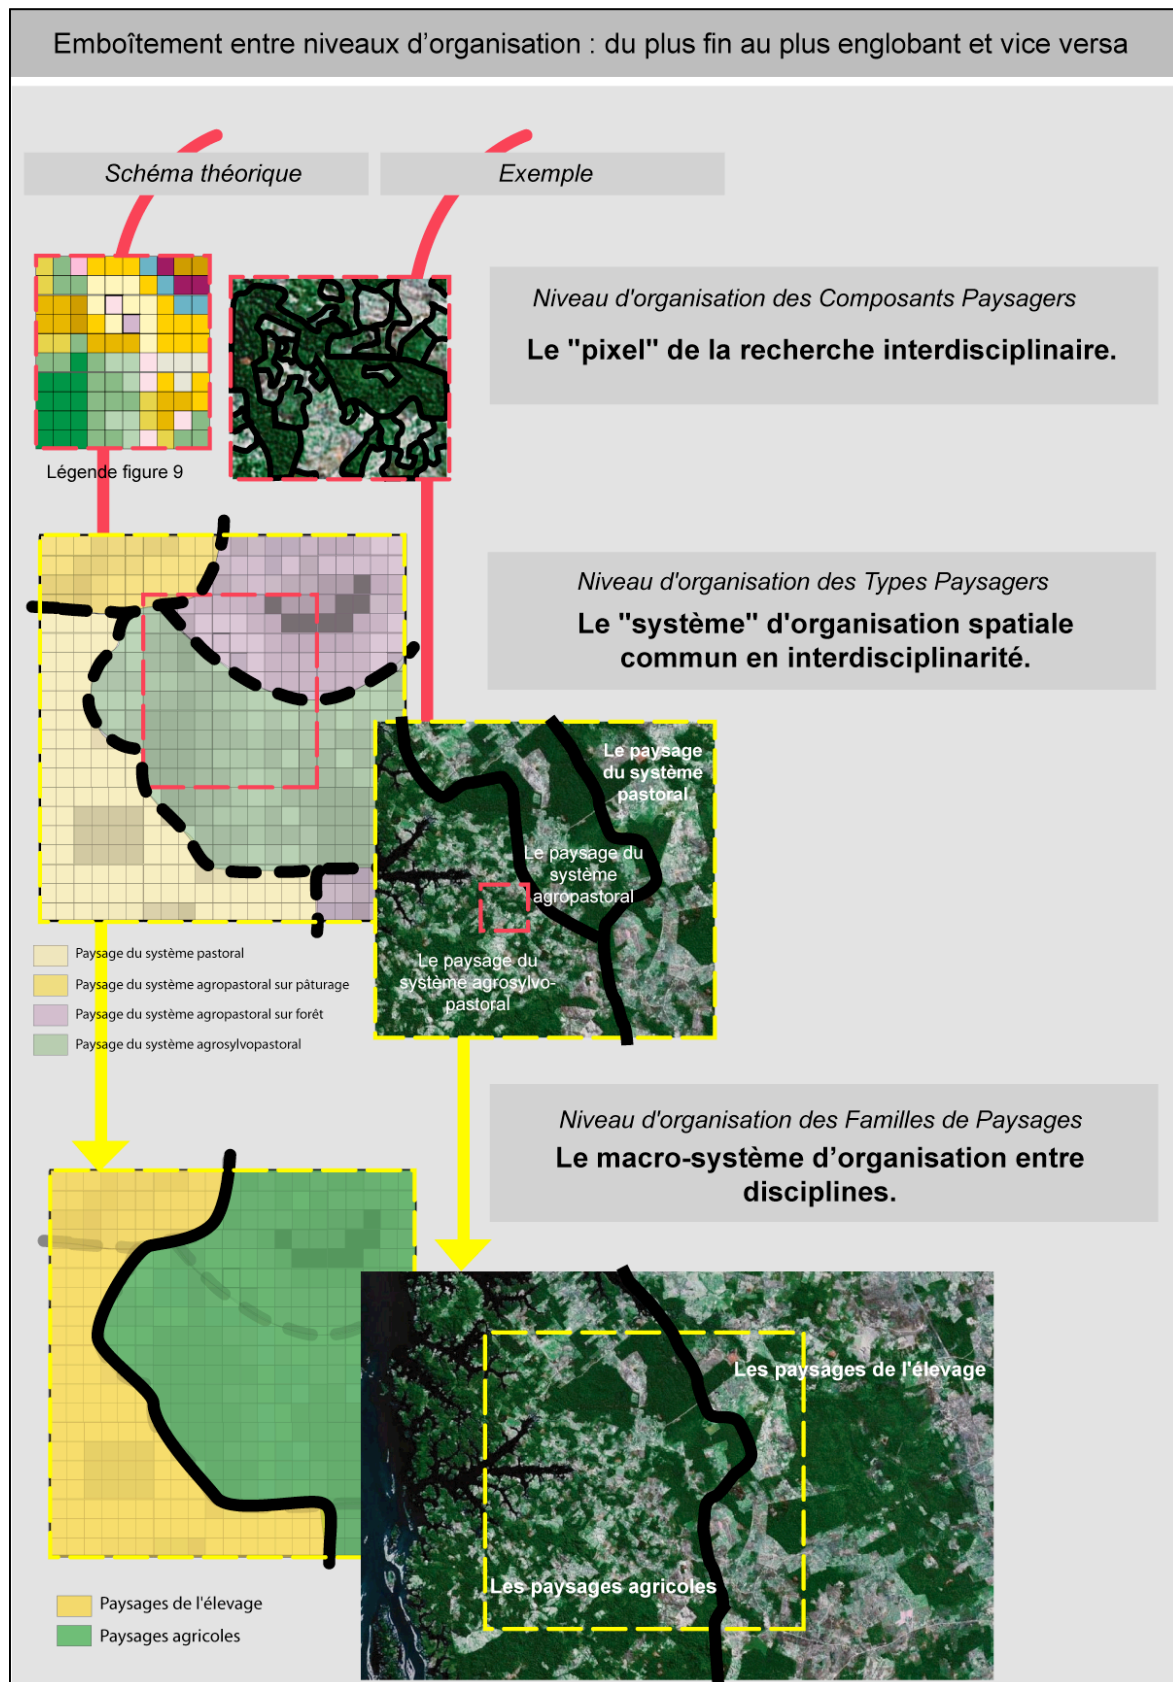 Emboîtement entre niveaux d'organisation : du plus fin au plus englobant et vice versa
Schéma théorique
Exemple
Niveau d'organisation des Composants Paysagers
Le "pixel" de la recherche interdisciplinaire.
Légende figure 9
Niveau d'organisation des Types Paysagers
Le "système" d'organisation spatiale
commun en interdisciplinarité.
Le paysage
du système
pastoral
Le paysage du
système
agropastoral
Le paysage du
système agrosylvo-
pastoral
Paysage du système pastoral
Paysage du système agropastoral sur pâturage
Paysage du système agropastoral sur forêt
Paysage du système agrosylvopastoral
Niveau d'organisation des Familles de Paysages
Le macro-système d’organisation entre
disciplines.
Les paysages de l'élevage
Les paysages agricoles
Paysages de l'élevage
Paysages agricoles